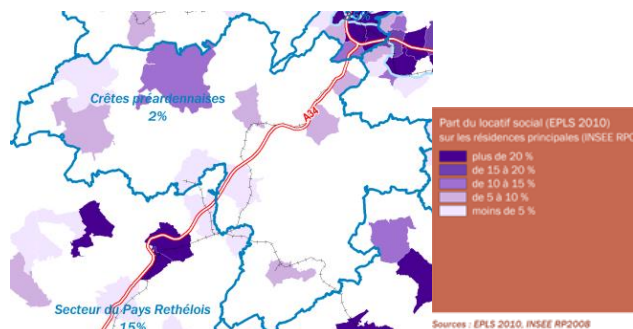 Crêtes préardennaises
2%
A34
Secteur du Pays Rethélois
15%
Part du locatif social (EPLS 2010)
sur les résidences principales (INSEE RP20
plus de 20 %
de 15 à 20 %
de 10 à 15 %
de 5 à 10 %
moins de 5 %
Sources : EPLS 2010, INSEE RP2008